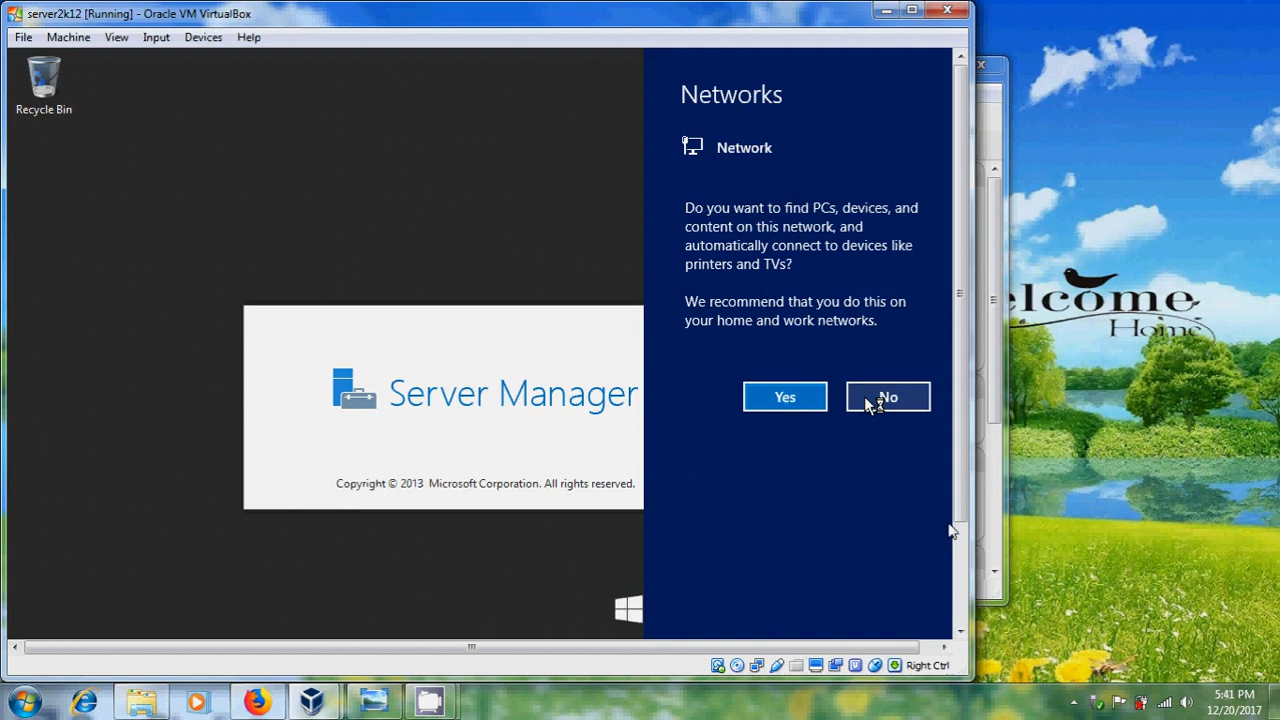 server2k12 [Running] - Oracle VM VirtualBox
File Machine View Input Devices Help
Recycle Bin
Networks
Network
Do you want to find PCs, devices, and
content on this network, and
automatically connect to devices like
printers and TVs?
We recommend that you do this on
your home and work networks.
Yes No
Server Manager
Copyright © 2013 Microsoft Corporation. All rights reserved.
elcome
Home
Right Ctrl
5:41 PM
12/20/2017